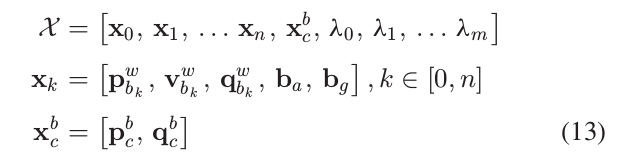 𝒳 = [x₀, x₁, … xₙ, x_c^b, λ₀, λ₁, … λₘ]
x_k = [p_{b_k}^w, v_{b_k}^w, q_{b_k}^w, b_a, b_g], k ∈ [0, n]
x_c^b = [p_c^b, q_c^b] (13)